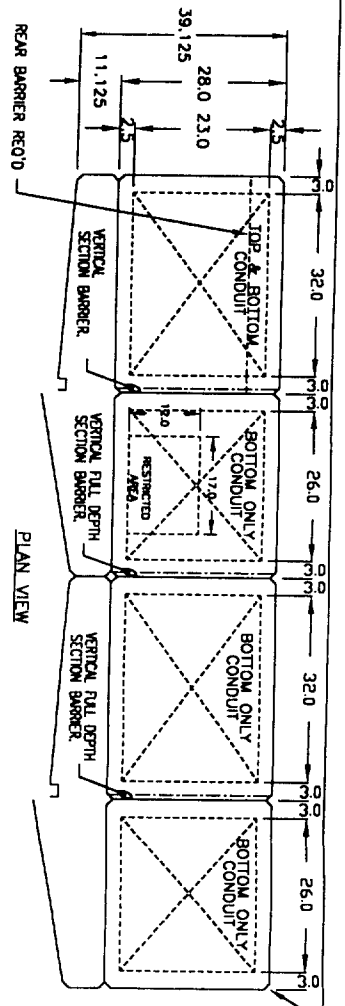 3.0
32.0
3.0
3.0
26.0
3.0
3.0
32.0
3.0
3.0
26.0
3.0
2.5
23.0
2.5
28.0
39.125
11.125
TOP & BOTTOM
CONDUIT
BOTTOM ONLY
CONDUIT
17.0
12.0
RESTRICTED
AREA
BOTTOM ONLY
CONDUIT
BOTTOM ONLY
CONDUIT
REAR BARRIER REQ'D
VERTICAL
SECTION BARRIER.
VERTICAL FULL DEPTH
SECTION BARRIER.
VERTICAL FULL DEPTH
SECTION BARRIER.
PLAN VIEW